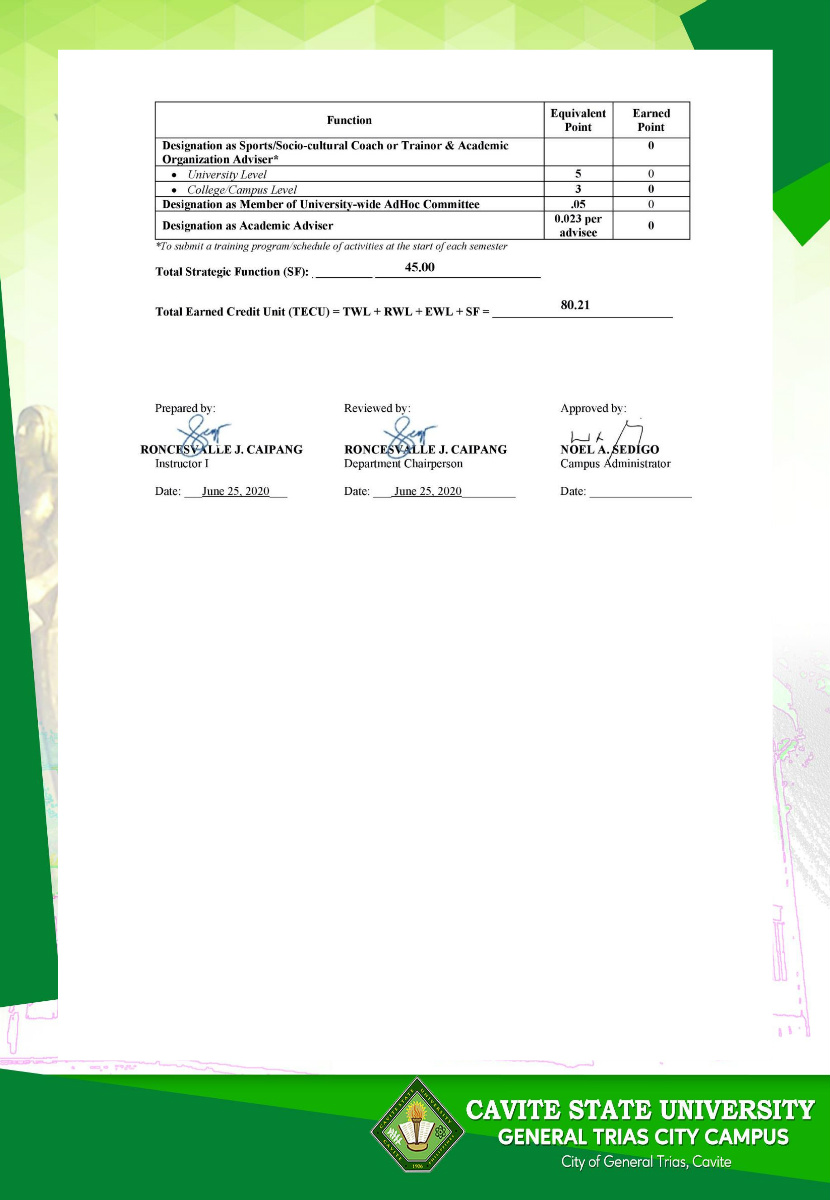 Function Equivalent Point Earned Point
Designation as Sports/Socio-cultural Coach or Trainor & Academic Organization Adviser* 0
• University Level 5 0
• College/Campus Level 3 0
Designation as Member of University-wide AdHoc Committee .05 0
Designation as Academic Adviser 0.023 per advisee 0
*To submit a training program/schedule of activities at the start of each semester
Total Strategic Function (SF): 45.00
Total Earned Credit Unit (TECU) = TWL + RWL + EWL + SF = 80.21
Prepared by: Reviewed by: Approved by:
RONCESVALLE J. CAIPANG RONCESVALLE J. CAIPANG NOEL A. SEDIGO
Instructor I Department Chairperson Campus Administrator
Date: June 25, 2020 Date: June 25, 2020 Date:
CAVITE STATE UNIVERSITY
GENERAL TRIAS CITY CAMPUS
City of General Trias, Cavite
1906